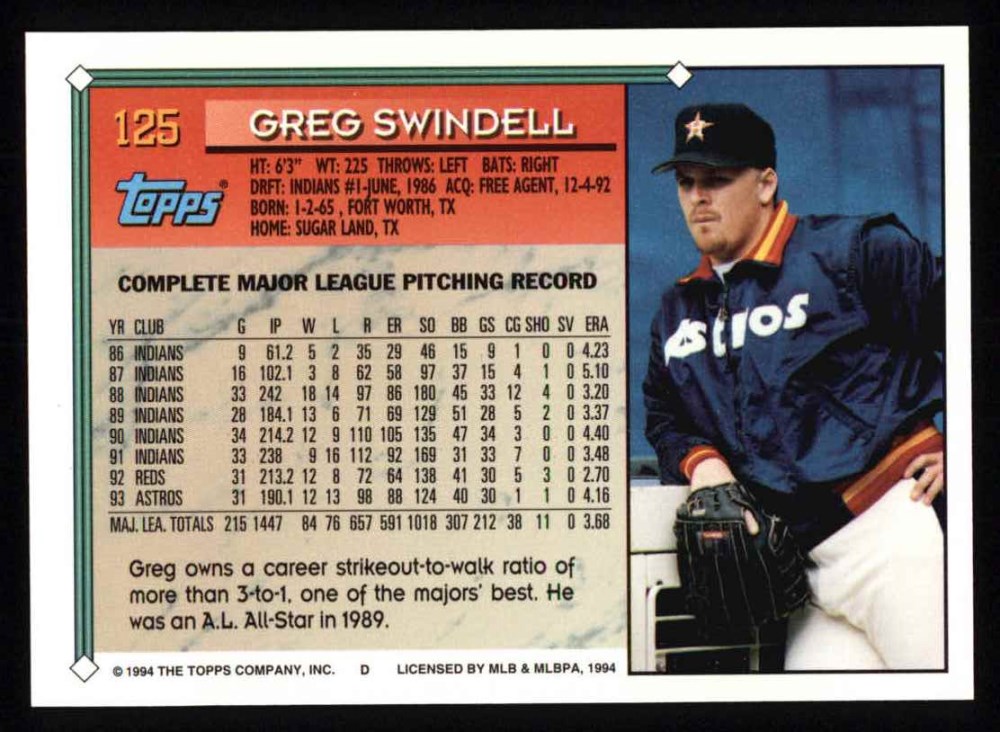 125
GREG SWINDELL
Topps®
HT: 6'3" WT: 225 THROWS: LEFT BATS: RIGHT
DRFT: INDIANS #1-JUNE, 1986 ACQ: FREE AGENT, 12-4-92
BORN: 1-2-65 , FORT WORTH, TX
HOME: SUGAR LAND, TX
COMPLETE MAJOR LEAGUE PITCHING RECORD
YR CLUB G IP W L R ER SO BB GS CG SHO SV ERA
86 INDIANS 9 61.2 5 2 35 29 46 15 9 1 0 0 4.23
87 INDIANS 16 102.1 3 8 62 58 97 37 15 4 1 0 5.10
88 INDIANS 33 242 18 14 97 86 180 45 33 12 4 0 3.20
89 INDIANS 28 184.1 13 6 71 69 129 51 28 5 2 0 3.37
90 INDIANS 34 214.2 12 9 110 105 135 47 34 3 0 0 4.40
91 INDIANS 33 238 9 16 112 92 169 31 33 7 0 0 3.48
92 REDS 31 213.2 12 8 72 64 138 41 30 5 3 0 2.70
93 ASTROS 31 190.1 12 13 98 88 124 40 30 1 1 0 4.16
MAJ. LEA. TOTALS 215 1447 84 76 657 591 1018 307 212 38 11 0 3.68
Greg owns a career strikeout-to-walk ratio of
more than 3-to-1, one of the majors' best. He
was an A.L. All-Star in 1989.
© 1994 THE TOPPS COMPANY, INC. D LICENSED BY MLB & MLBPA, 1994
Astros